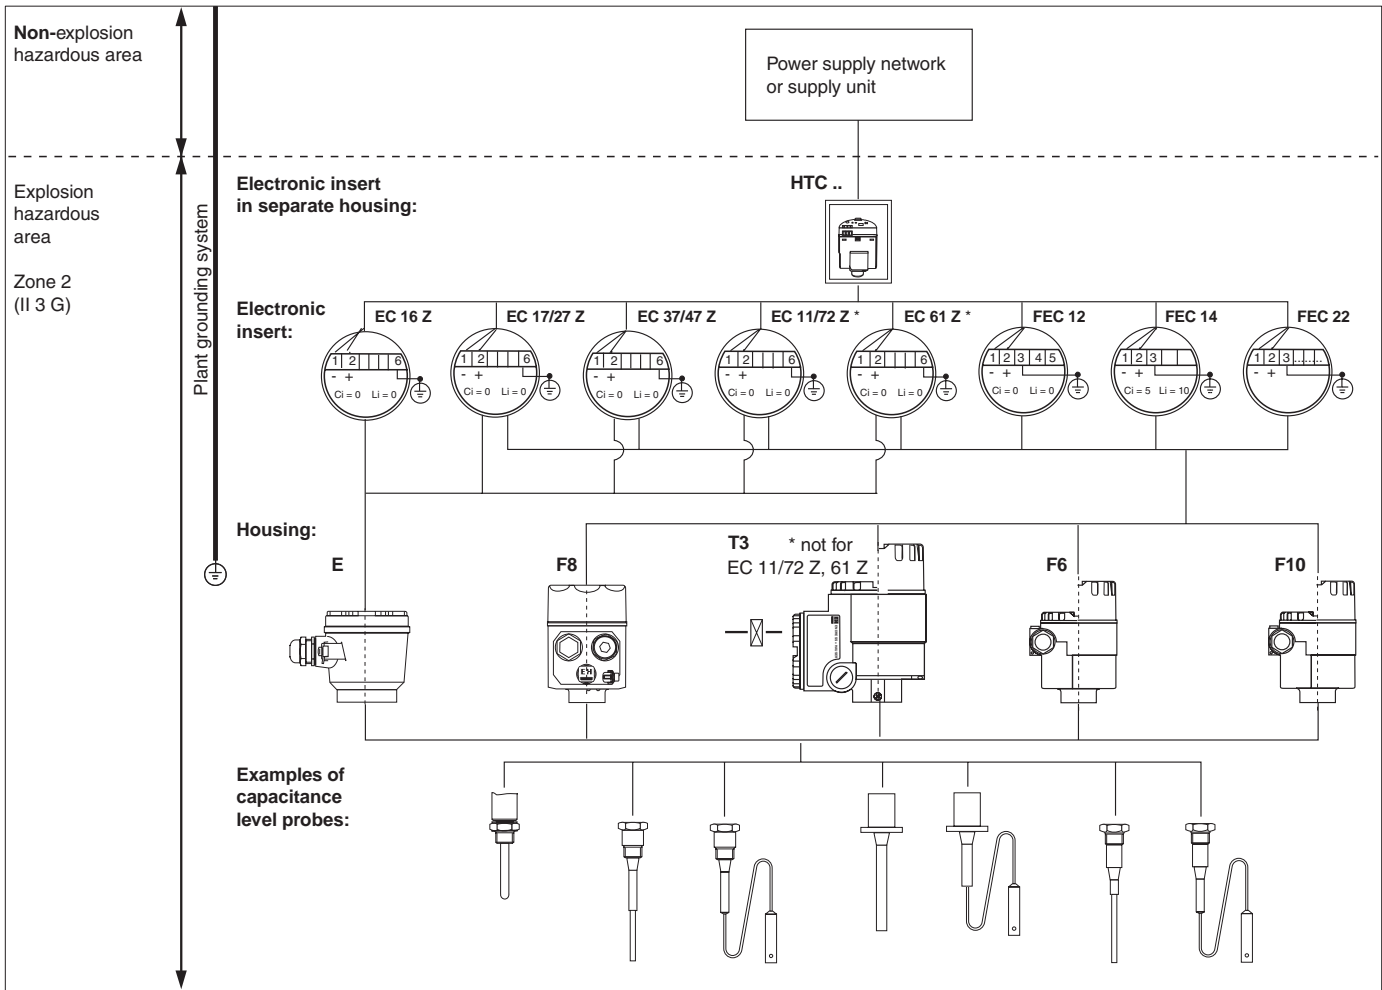 Non-explosion
hazardous area
Power supply network
or supply unit
Explosion
hazardous
area
Zone 2
(II 3 G)
Plant grounding system
Electronic insert
in separate housing:
HTC ..
Electronic
insert:
EC 16 Z
EC 17/27 Z
EC 37/47 Z
EC 11/72 Z *
EC 61 Z *
FEC 12
FEC 14
FEC 22
1 2 6
- +
Ci = 0 Li = 0
1 2 6
- +
Ci = 0 Li = 0
1 2 6
- +
Ci = 0 Li = 0
1 2 6
- +
Ci = 0 Li = 0
1 2 6
- +
Ci = 0 Li = 0
1 2 3 4 5
- +
Ci = 0 Li = 0
1 2 3
- +
Ci = 5 Li = 10
1 2 3 ........
- +
Housing:
E
F8
T3 * not for
EC 11/72 Z, 61 Z
F6
F10
E+H
Examples of
capacitance
level probes: